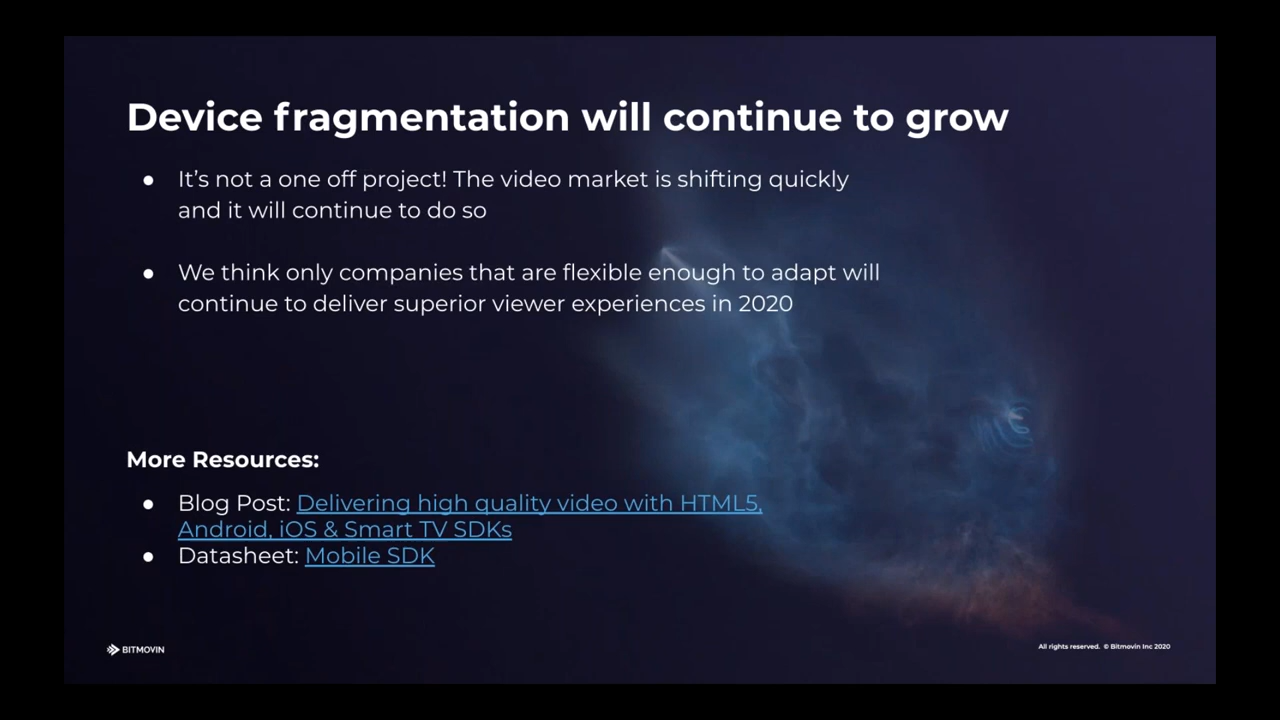 Device fragmentation will continue to grow
● It’s not a one off project! The video market is shifting quickly
and it will continue to do so
● We think only companies that are flexible enough to adapt will
continue to deliver superior viewer experiences in 2020
More Resources:
● Blog Post: Delivering high quality video with HTML5,
Android, iOS & Smart TV SDKs
● Datasheet: Mobile SDK
BITMOVIN
All rights reserved. © Bitmovin Inc 2020